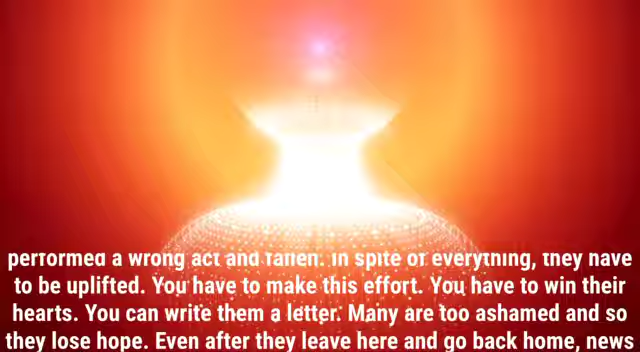 performed a wrong act and fallen. In spite of everything, they have
to be uplifted. You have to make this effort. You have to win their
hearts. You can write them a letter. Many are too ashamed and so
they lose hope. Even after they leave here and go back home, news